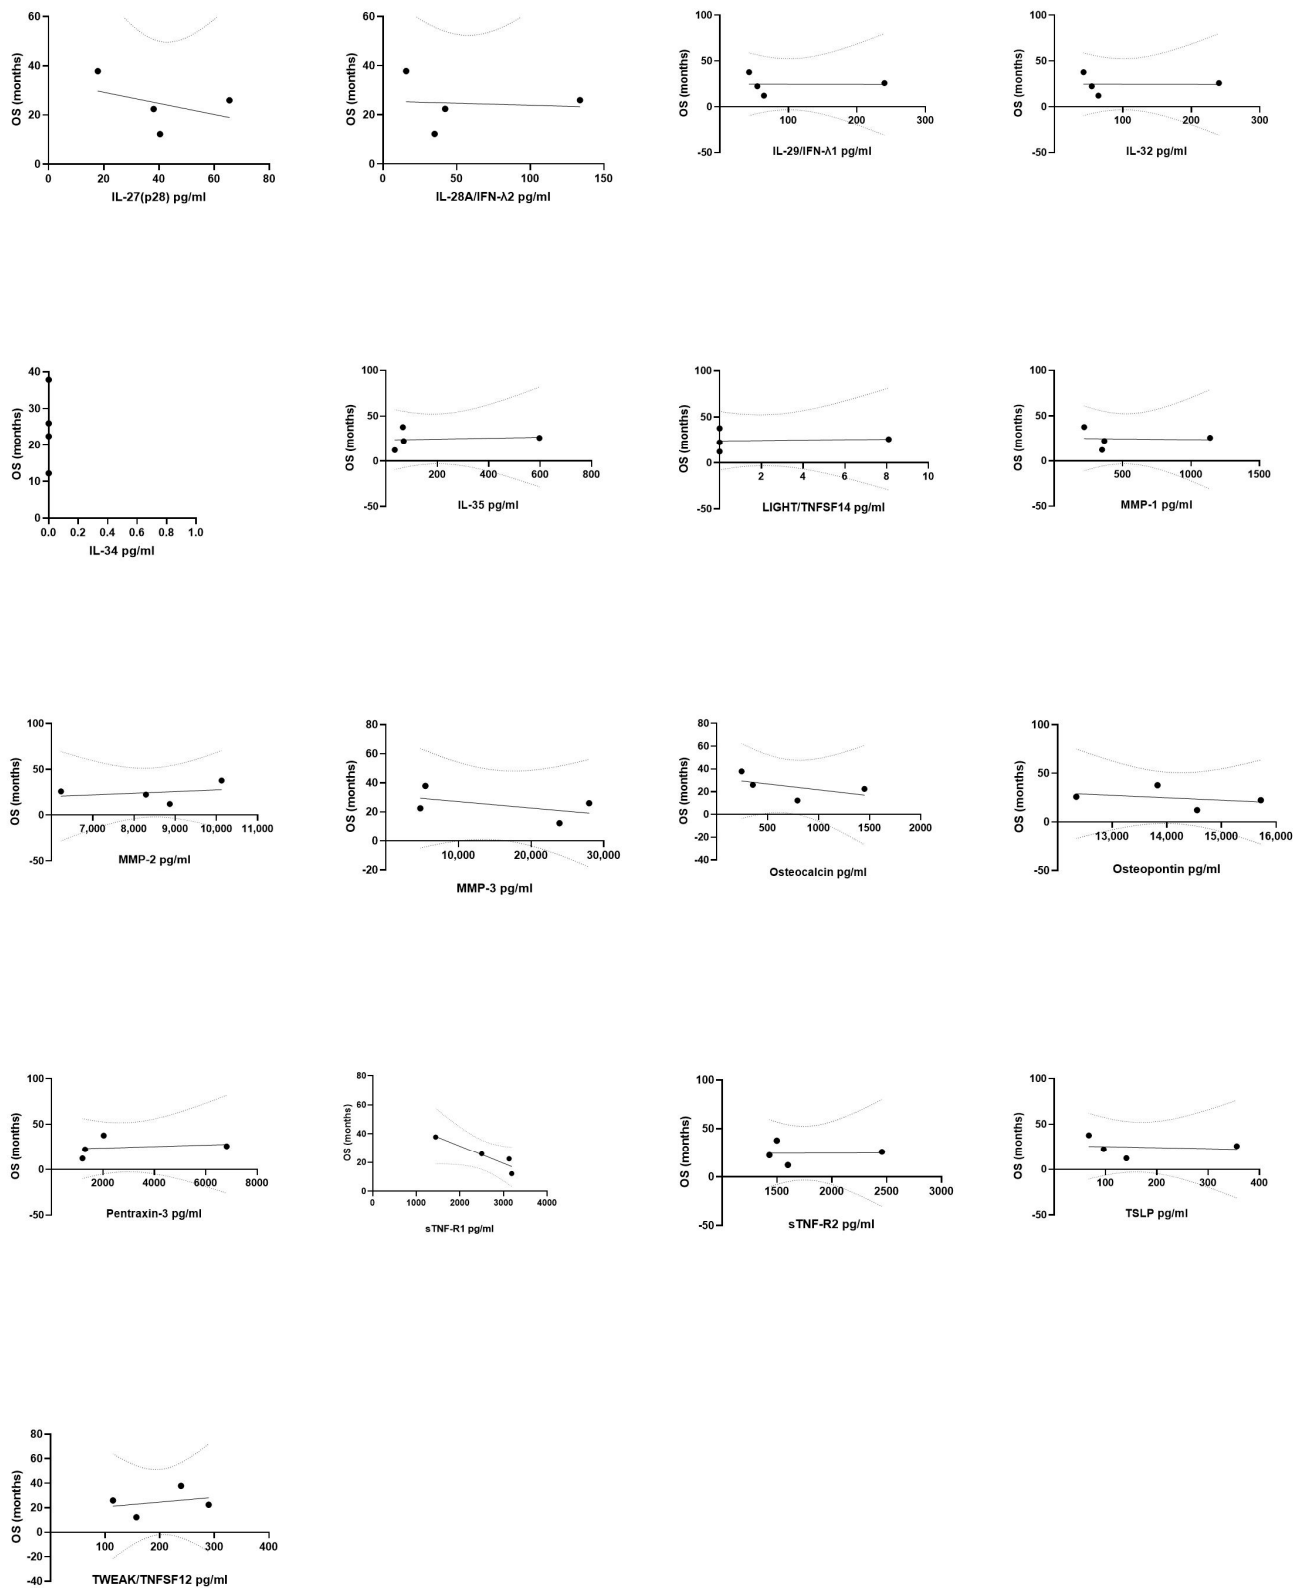 60
40
20
0
OS (months)
0 20 40 60 80
IL-27(p28) pg/ml
60
40
20
0
OS (months)
0 50 100 150
IL-28A/IFN-λ2 pg/ml
100
50
0
-50
OS (months)
100 200 300
IL-29/IFN-λ1 pg/ml
100
50
0
-50
OS (months)
100 200 300
IL-32 pg/ml
40
30
20
10
0
OS (months)
0.0 0.2 0.4 0.6 0.8 1.0
IL-34 pg/ml
100
50
0
-50
OS (months)
200 400 600 800
IL-35 pg/ml
100
50
0
-50
OS (months)
2 4 6 8 10
LIGHT/TNFSF14 pg/ml
100
50
0
-50
OS (months)
500 1000 1500
MMP-1 pg/ml
100
50
0
-50
OS (months)
7,000 8,000 9,000 10,000 11,000
MMP-2 pg/ml
80
60
40
20
0
-20
OS (months)
10,000 20,000 30,000
MMP-3 pg/ml
80
60
40
20
0
-20
-40
OS (months)
500 1000 1500 2000
Osteocalcin pg/ml
100
50
0
-50
OS (months)
13,000 14,000 15,000 16,000
Osteopontin pg/ml
100
50
0
-50
OS (months)
2000 4000 6000 8000
Pentraxin-3 pg/ml
80
60
40
20
0
OS (months)
0 1000 2000 3000 4000
sTNF-R1 pg/ml
100
50
0
-50
OS (months)
1500 2000 2500 3000
sTNF-R2 pg/ml
100
50
0
-50
OS (months)
100 200 300 400
TSLP pg/ml
80
60
40
20
0
-20
-40
OS (months)
100 200 300 400
TWEAK/TNFSF12 pg/ml